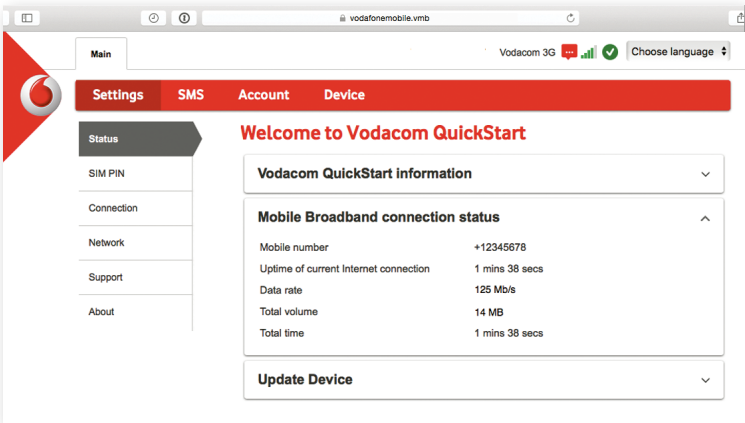 vodafonemobile.vmb
Main
Vodacom 3G
Choose language
Settings SMS Account Device
Status
SIM PIN
Connection
Network
Support
About
Welcome to Vodacom QuickStart
Vodacom QuickStart information
Mobile Broadband connection status
Mobile number +12345678
Uptime of current Internet connection 1 mins 38 secs
Data rate 125 Mb/s
Total volume 14 MB
Total time 1 mins 38 secs
Update Device